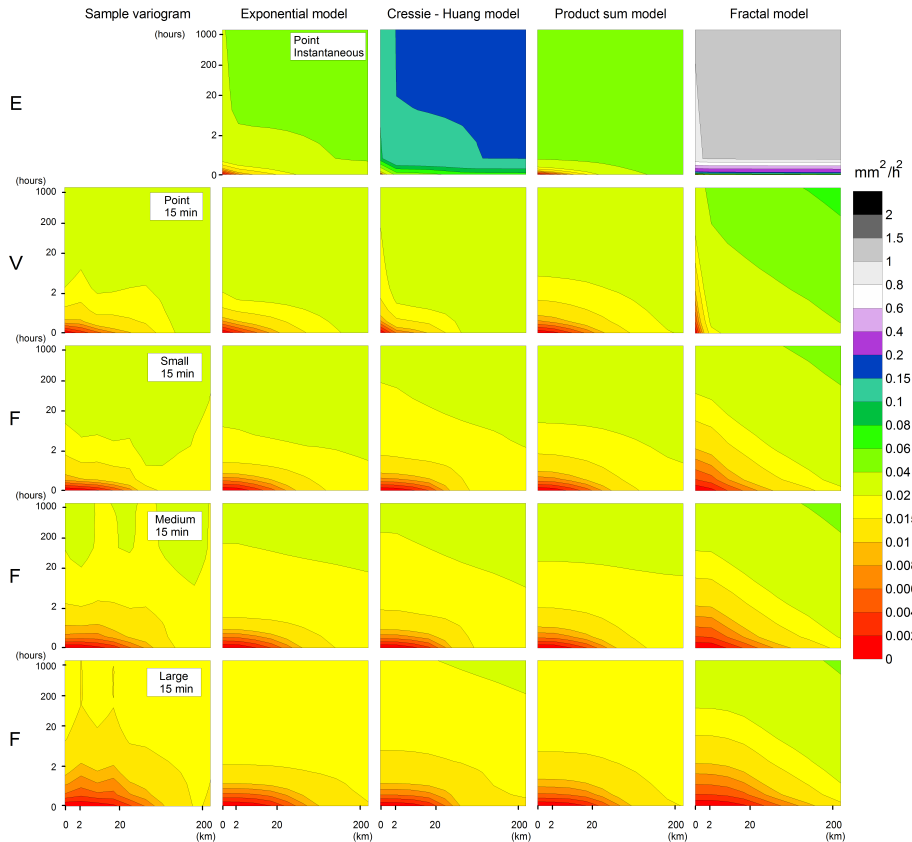 Sample variogram Exponential model Cressie - Huang model Product sum model Fractal model
(hours) 1000 Point
Instantaneous
200
E 20
2
0
(hours) mm²/h²
1000 Point
15 min
200
V 20
2
0
(hours)
1000 Small
15 min
200
F 20
2
0
(hours)
1000 Medium
15 min
200
F 20
2
0
(hours)
1000 Large
15 min
200
F 20
2
0
0 2 20 200 0 2 20 200 0 2 20 200 0 2 20 200 0 2 20 200
(km) (km) (km) (km) (km)
2
1.5
1
0.8
0.6
0.4
0.2
0.15
0.1
0.08
0.06
0.04
0.02
0.01
0.008
0.002
0